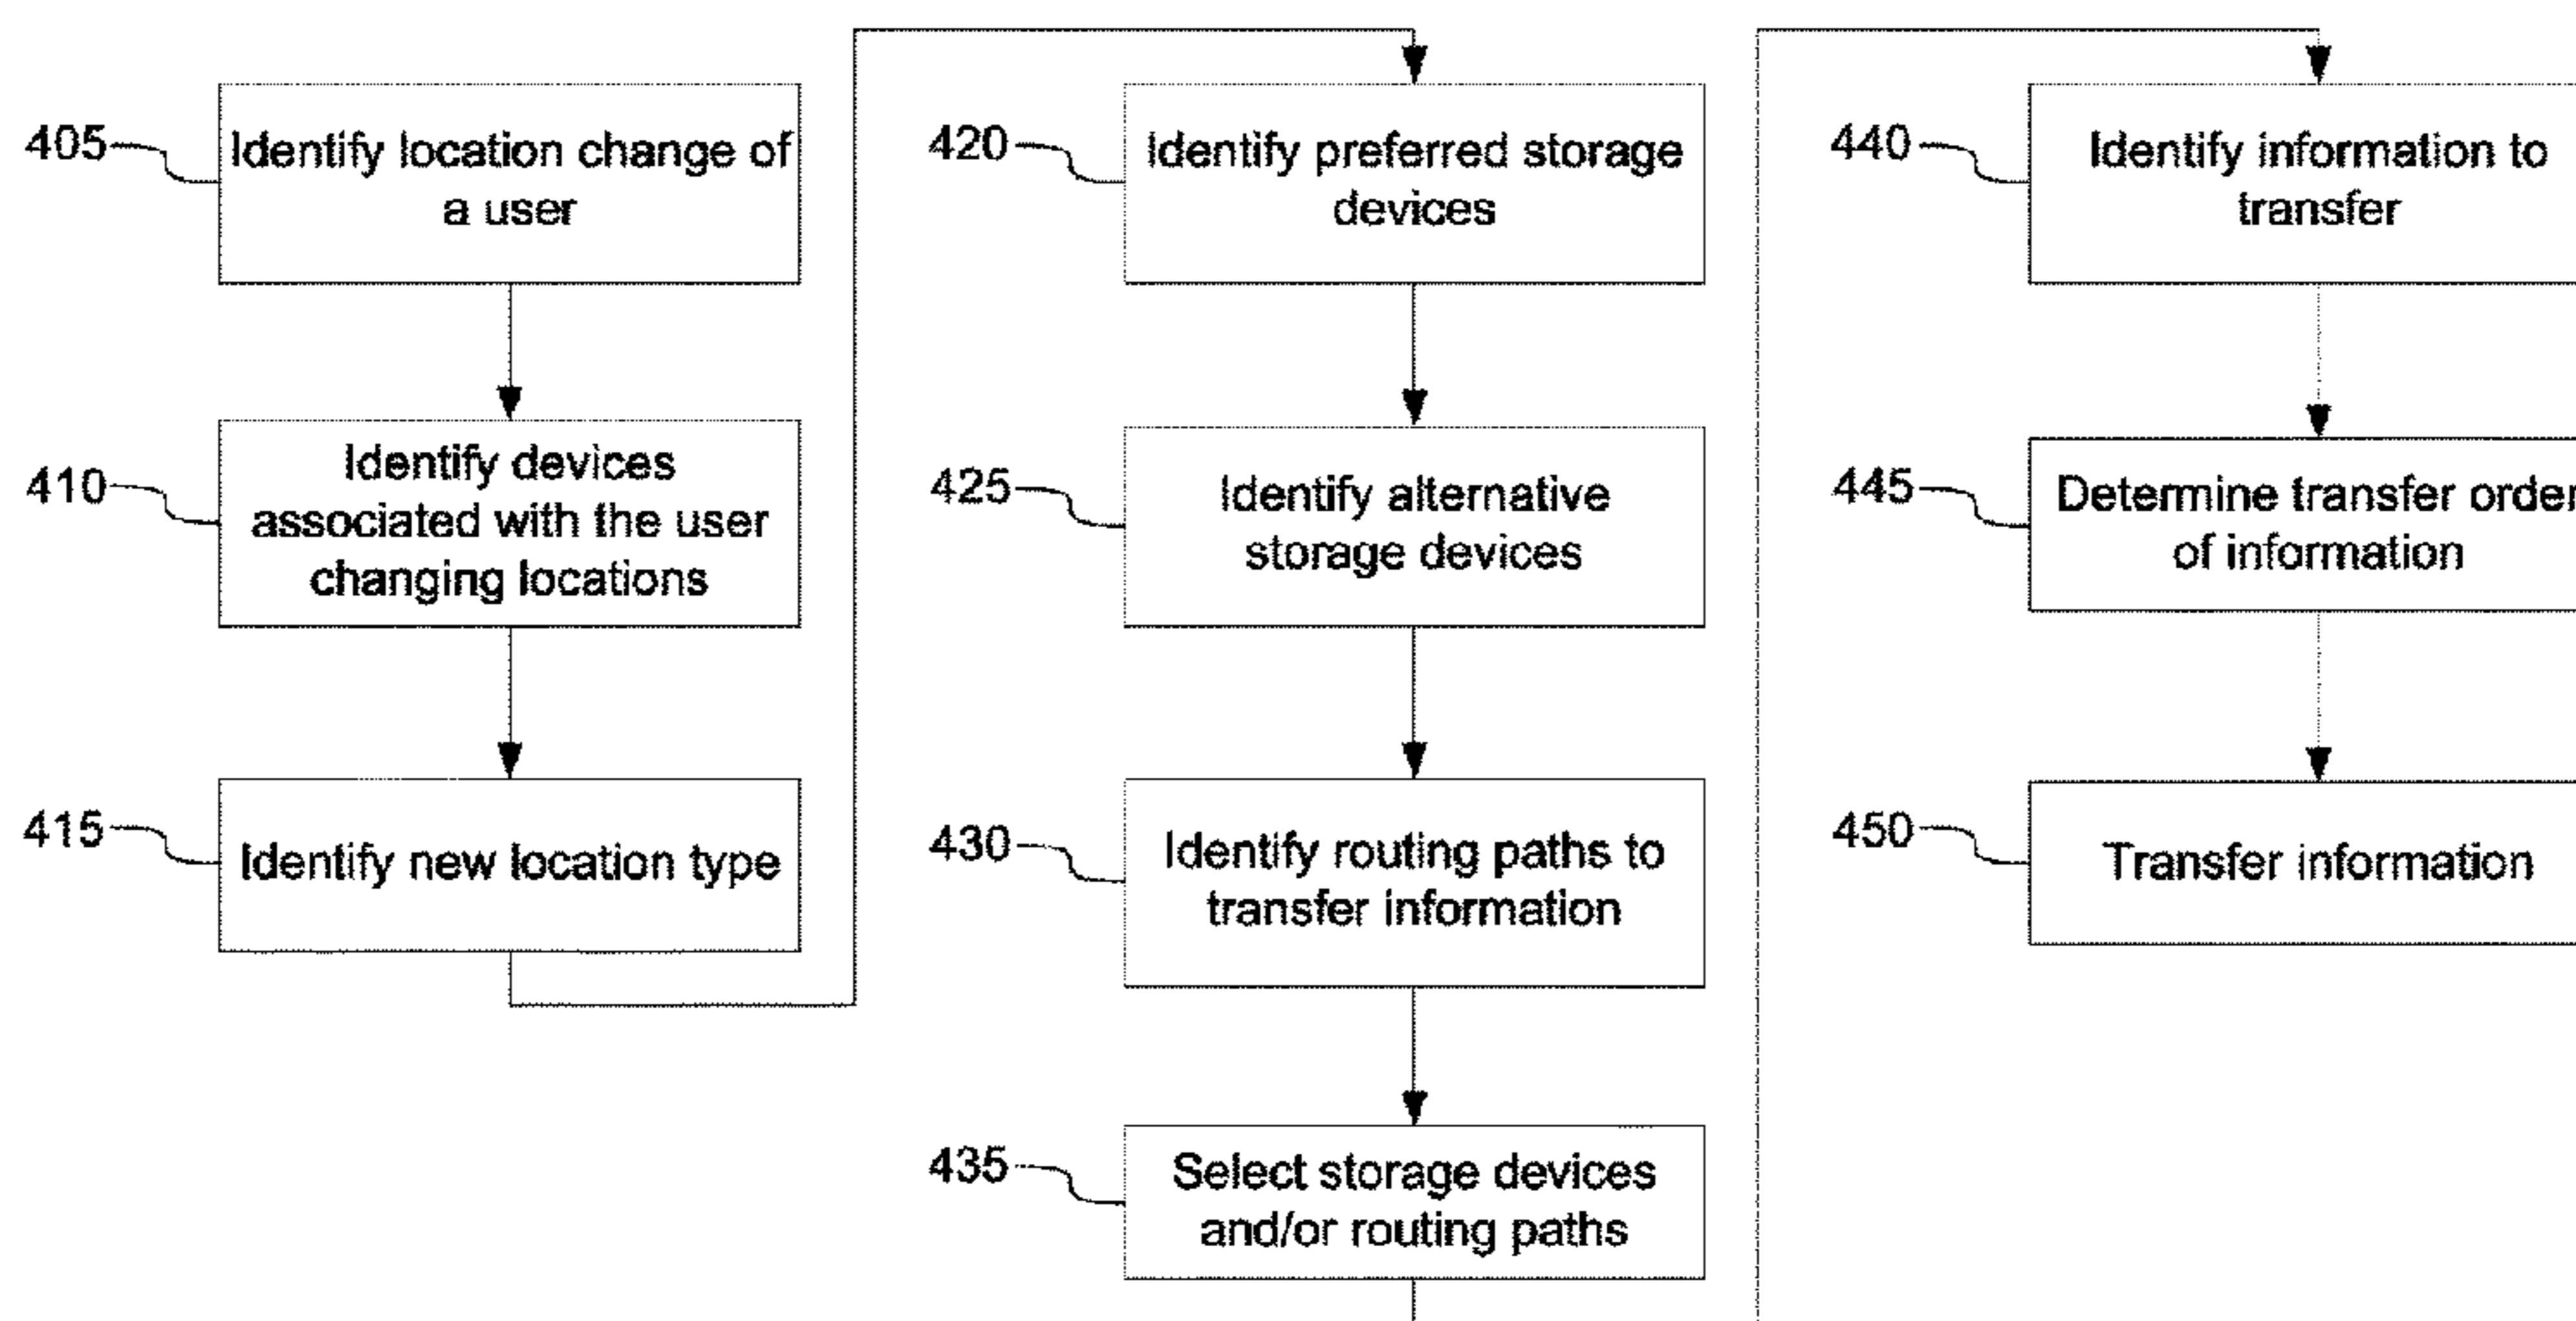 405
Identify location change of
a user
410
Identify devices
associated with the user
changing locations
415
Identify new location type
420
Identify preferred storage
devices
425
Identify alternative
storage devices
430
Identify routing paths to
transfer information
435
Select storage devices
and/or routing paths
440
Identify information to
transfer
445
Determine transfer order
of information
450
Transfer information